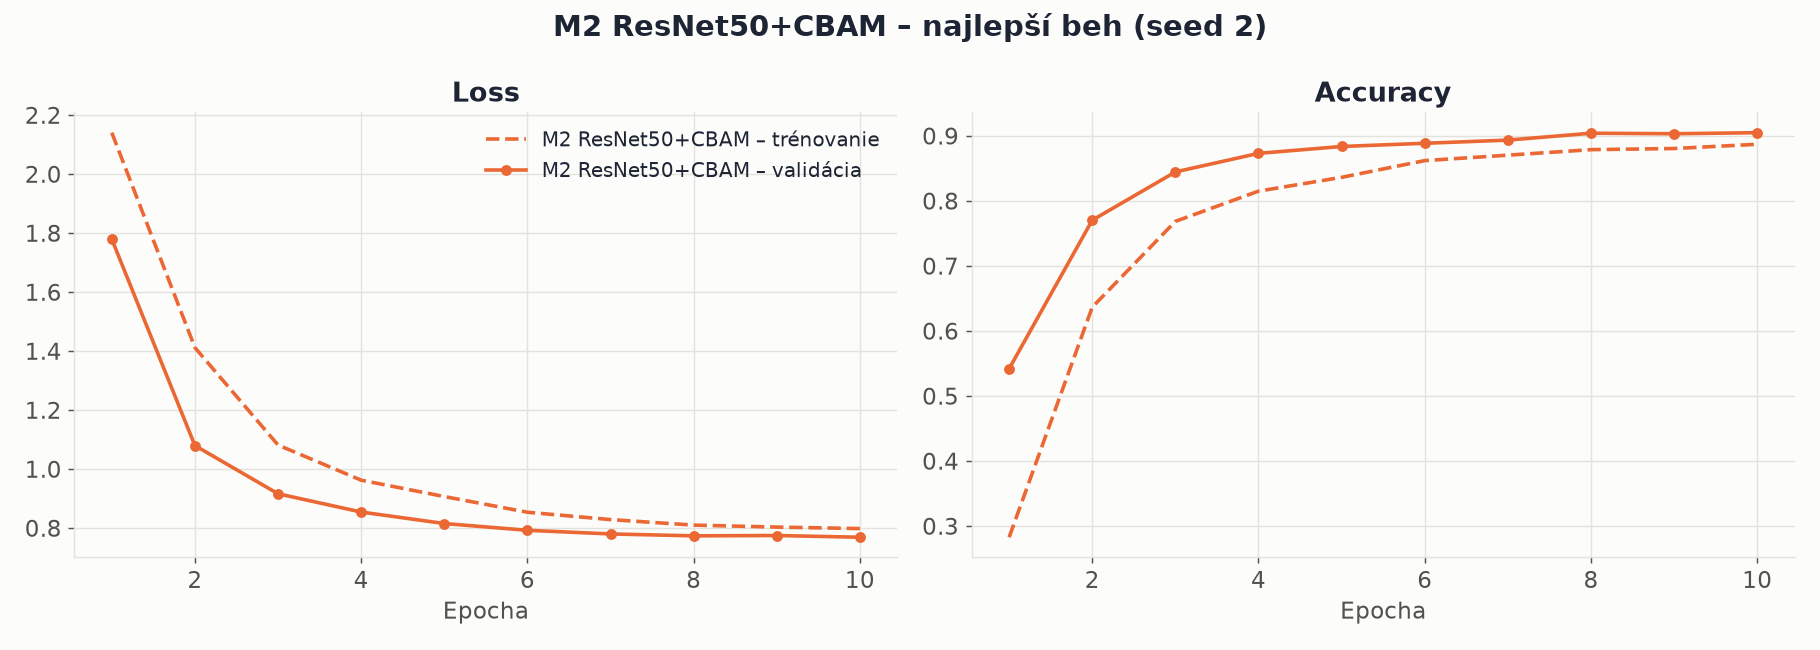 M2 ResNet50+CBAM – najlepší beh (seed 2)
Loss
M2 ResNet50+CBAM – trénovanie
M2 ResNet50+CBAM – validácia
2.2
2.0
1.8
1.6
1.4
1.2
1.0
0.8
2 4 6 8 10
Epocha
Accuracy
0.9
0.8
0.7
0.6
0.5
0.4
0.3
2 4 6 8 10
Epocha